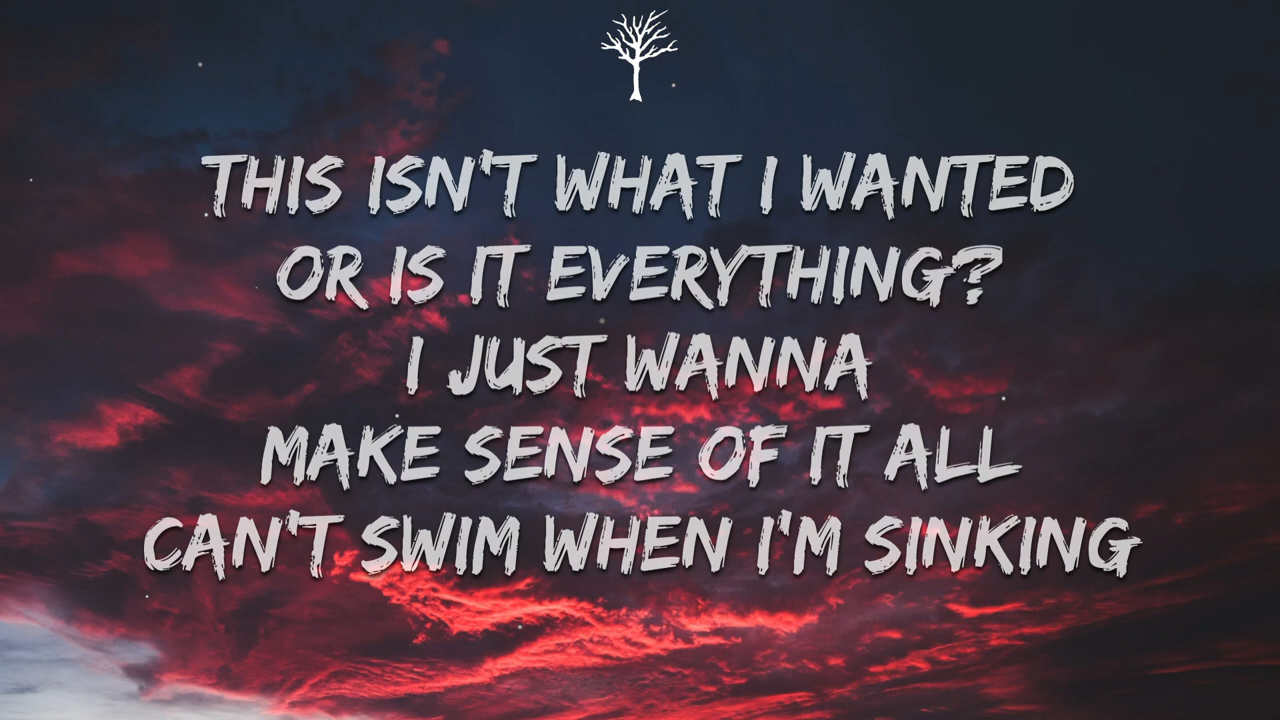 THIS ISN'T WHAT I WANTED
OR IS IT EVERYTHING?
I JUST WANNA
MAKE SENSE OF IT ALL
CAN'T SWIM WHEN I'M SINKING